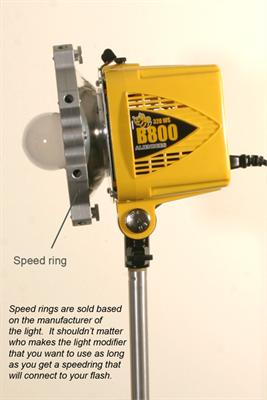 320 WS
B800
ALIENBEES
Speed ring
Speed rings are sold based
on the manufacturer of
the light.  It shouldn't matter
who makes the light modifier
that you want to use as long
as you get a speedring that
will connect to your flash.